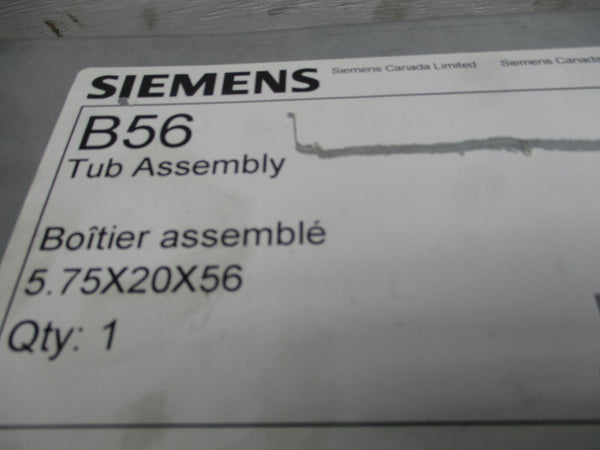 SIEMENS Siemens Canada Limited Siemens Canada
B56
Tub Assembly
Boîtier assemblé
5.75X20X56
Qty: 1